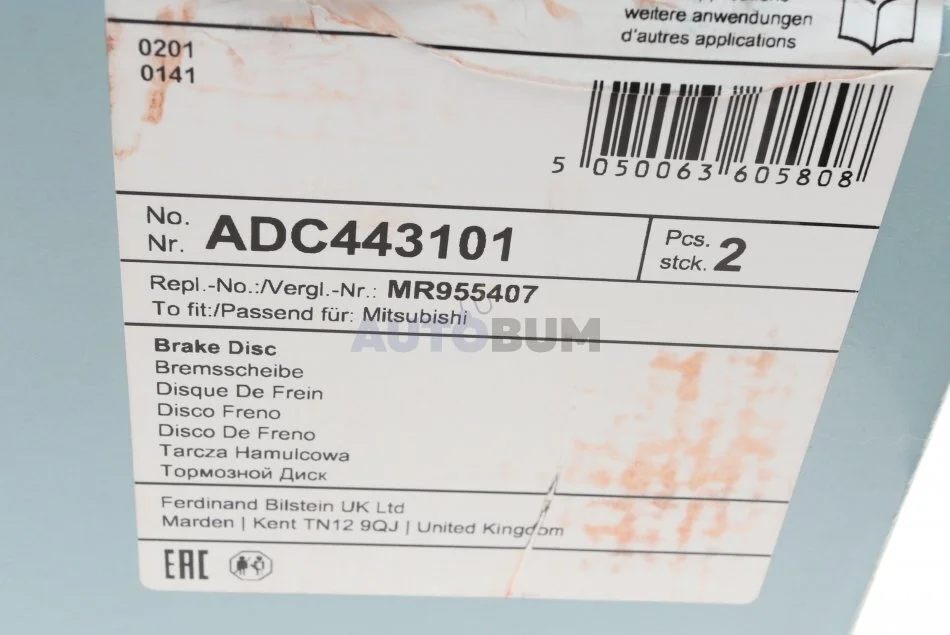 weitere anwendungen
d'autres applications
0201
0141
5 050063 605808
No.
Nr. ADC443101
Pcs.
stck. 2
Repl.-No.:/Vergl.-Nr.: MR955407
To fit:/Passend für: Mitsubishi
AUTOBUM
Brake Disc
Bremsscheibe
Disque De Frein
Disco Freno
Disco De Freno
Tarcza Hamulcowa
Тормозной Диск
Ferdinand Bilstein UK Ltd
Marden | Kent TN12 9QJ | United Kingdom
EAC